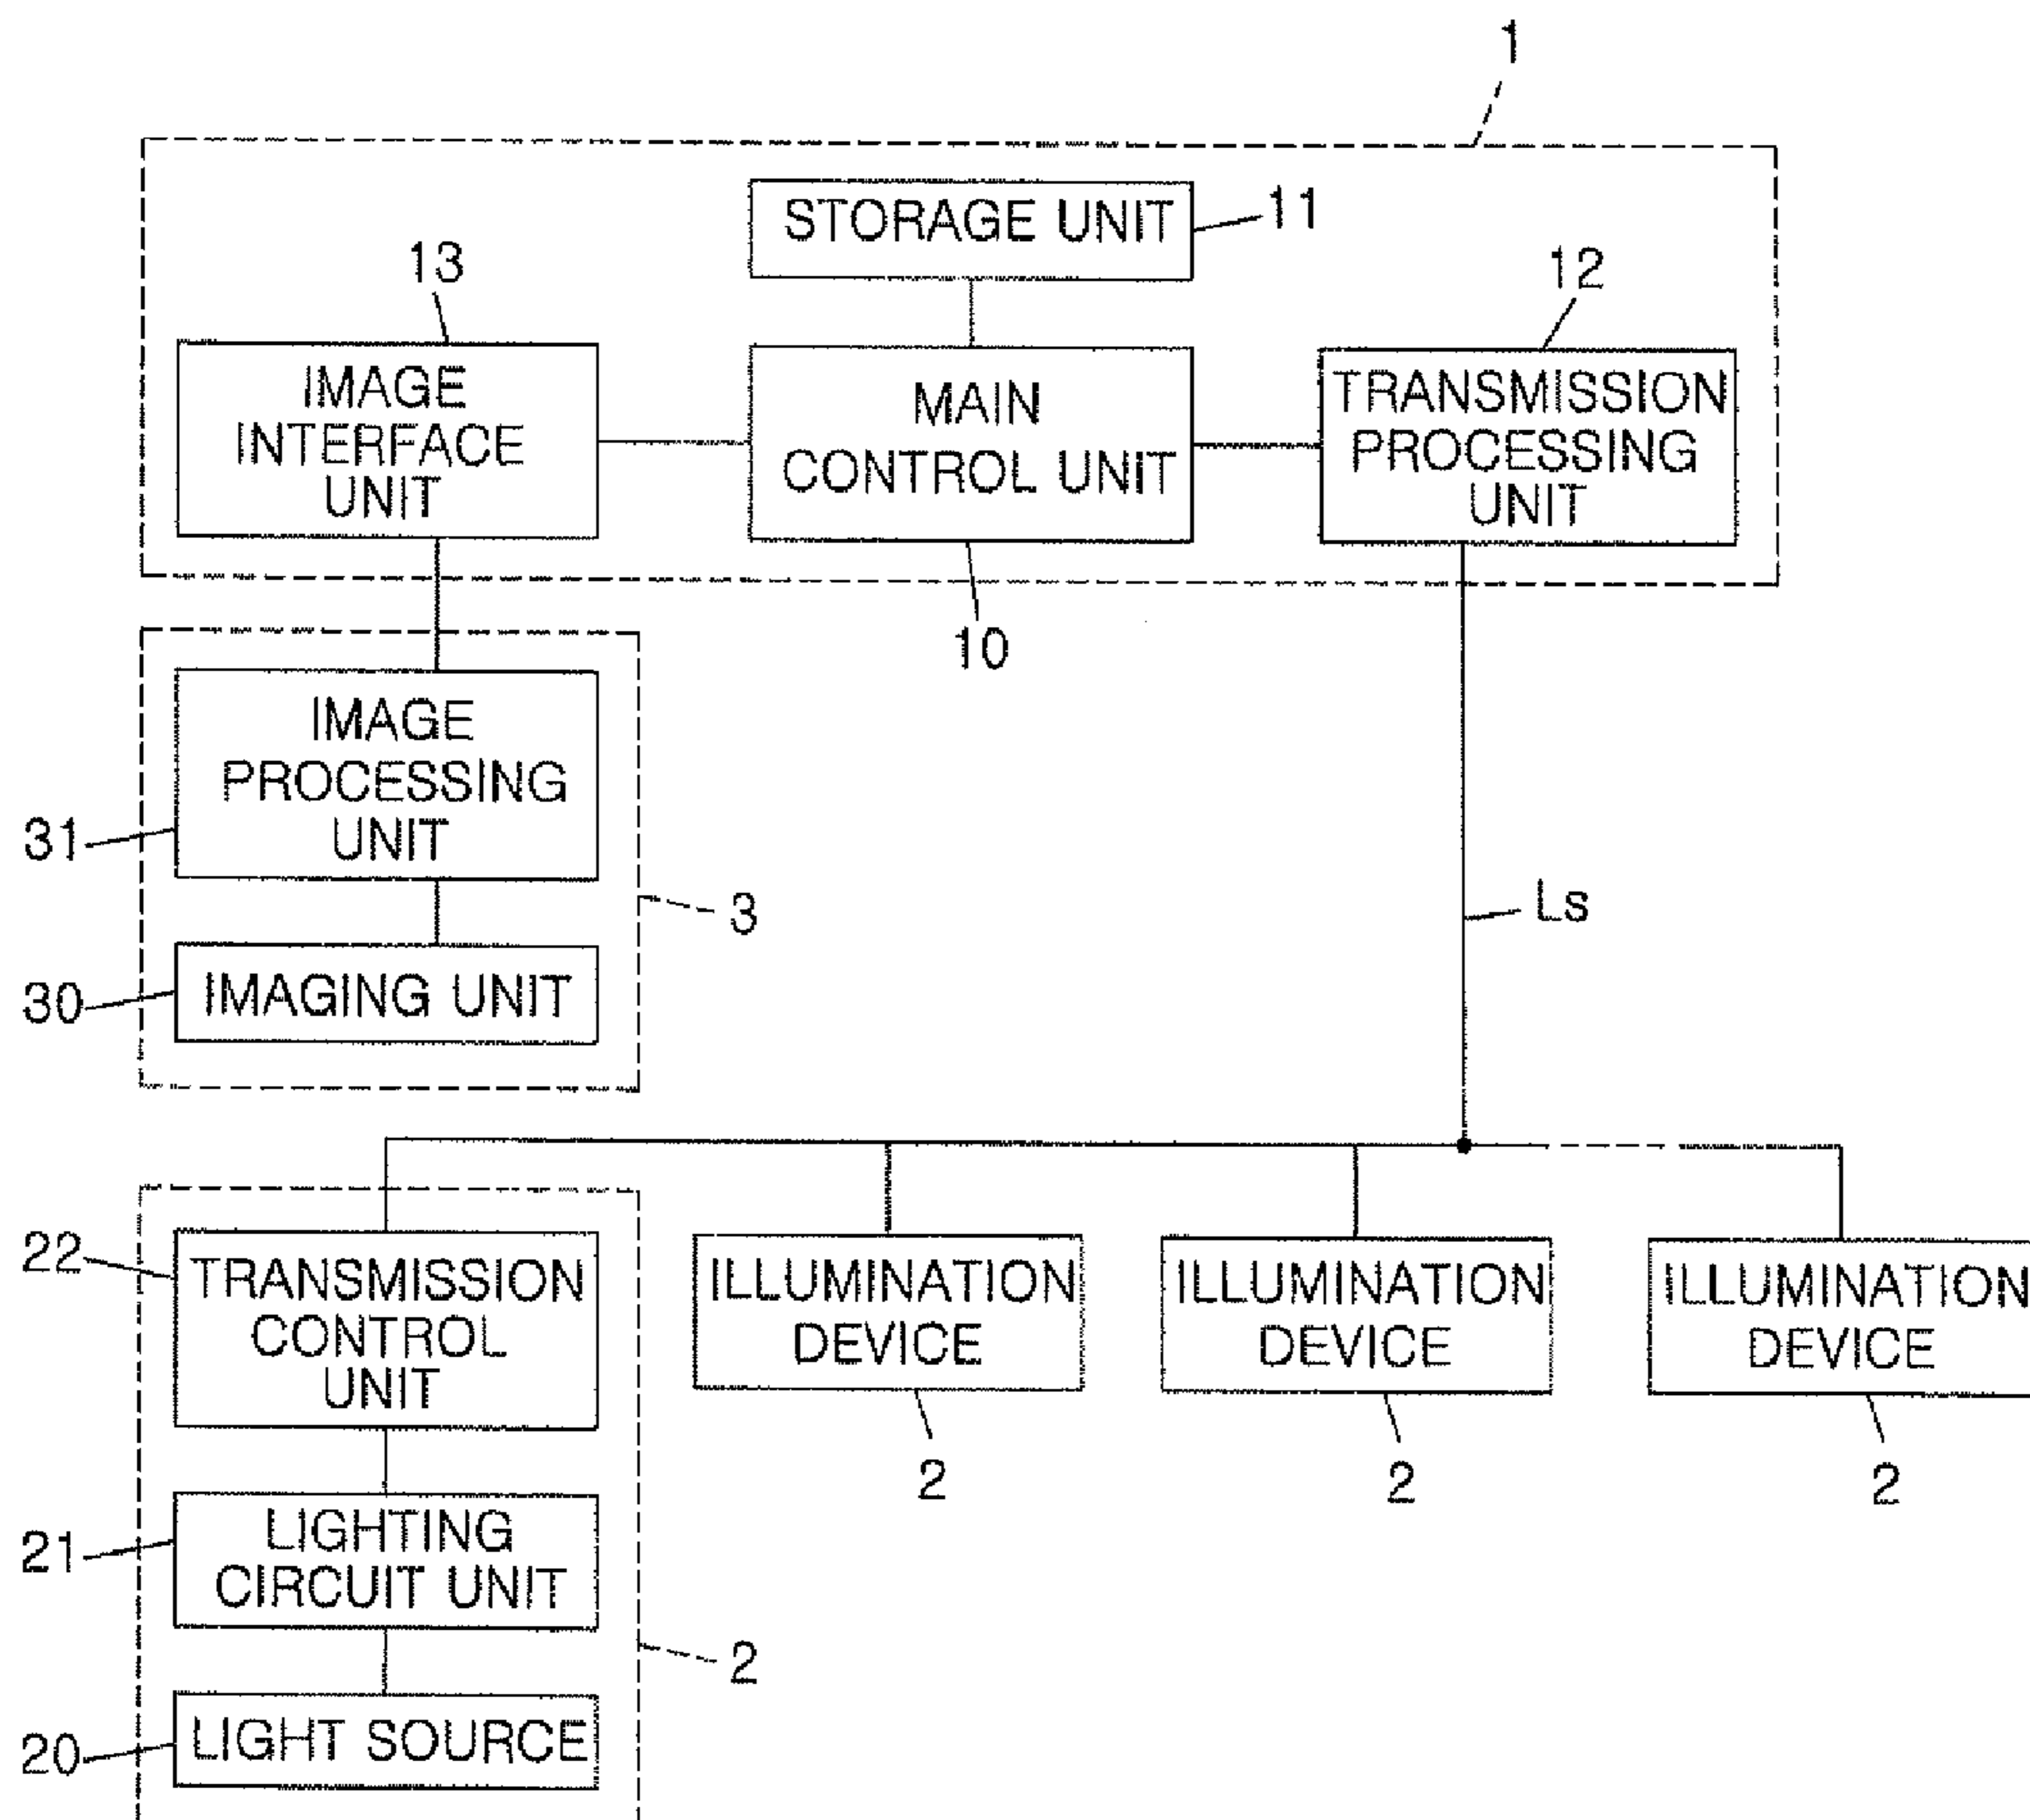 1
STORAGE UNIT
11
13
12
IMAGE
INTERFACE
UNIT
MAIN
CONTROL UNIT
TRANSMISSION
PROCESSING
UNIT
10
IMAGE
PROCESSING
UNIT
31
3
Ls
IMAGING UNIT
30
22
TRANSMISSION
CONTROL
UNIT
ILLUMINATION
DEVICE
ILLUMINATION
DEVICE
ILLUMINATION
DEVICE
2
2
2
21
LIGHTING
CIRCUIT UNIT
2
20
LIGHT SOURCE